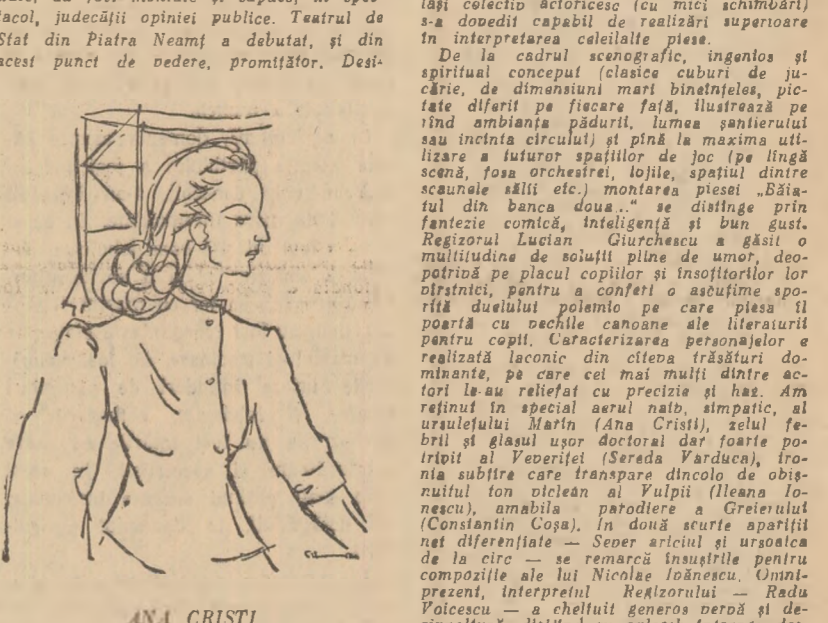 tacol, judecății opiniei publice. Teatrul de
Stat din Piatra Neamț a debutat, și din
acest punct de vedere, promițător. Desi-
ANA CRISTI
Iași colectiv actoricesc (cu mici schimbări)
s-a dovedit capabil de realizări superioare
în interpretarea celeilalte piese.
De la cadrul scenografic, ingenios și
spiritual conceput (clasice cuburi de ju-
cărie, de dimensiuni mari bineînțeles, pic-
tate diferit pe fiecare față, ilustrează pe
rînd ambianța pădurii, lumea șantierului
sau incinta circului) și pînă la maxima uti-
lizare a tuturor spațiilor de joc (pe lîngă
scenă, fosa orchestrei, lojile, spațiul dintre
scaunele sălii etc.) montarea piesei „Băia-
tul din banca doua..." se distinge prin
fantezie comică, inteligență și bun gust.
Regizorul Lucian Giurchescu a găsit o
multitudine de soluții pline de umor, deo-
potrivă pe placul copiilor și însoțitorilor lor
vîrstnici, pentru a conferi o ascuțime spo-
rită duelului polemic pe care piesa îl
poartă cu vechile canoane ale literaturii
pentru copii. Caracterizarea personajelor e
realizată laconic din cîteva trăsături do-
minante, pe care cei mai mulți dintre ac-
tori le-au reliefat cu precizie și haz. Am
reținut în special aerul naiv, simpatic, al
ursulețului Martin (Ana Cristi), zelul fe-
bril și glasul ușor doctoral dar foarte po-
trivit al Veveriței (Sereda Varduca), iro-
nia subțire care transpare dincolo de obiș-
nuitul ton viclean al Vulpii (Ileana Io-
nescu), amabila parodiere a Greierului
(Constantin Coșa). În două scurte apariții
net diferențiate — Sever ariciul și ursoaica
de la circ — se remarcă însușirile pentru
compoziție ale lui Nicolae Ivănescu. Omni-
prezent, interpretul Regizorului — Radu
Voicescu — a cheltuit generos vervă și de-